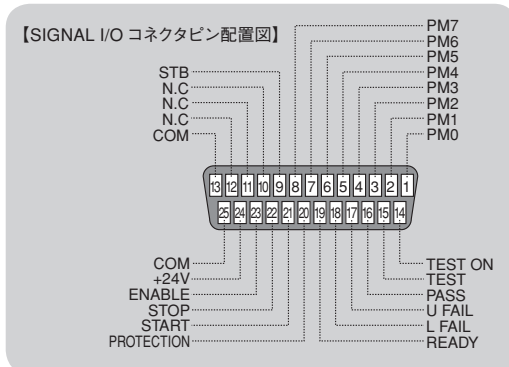 【SIGNAL I/O コネクタピン配置図】
PM7
PM6
PM5
PM4
PM3
PM2
PM1
PM0
STB
N.C
N.C
N.C
COM
13 12 11 10 9 8 7 6 5 4 3 2 1
25 24 23 22 21 20 19 18 17 16 15 14
COM
+24V
ENABLE
STOP
START
PROTECTION
TEST ON
TEST
PASS
U FAIL
L FAIL
READY